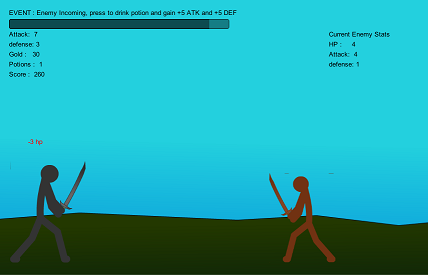 EVENT : Enemy Incoming, press to drink potion and gain +5 ATK and +5 DEF
Attack: 7
defense: 3
Gold : 30
Potions : 1
Score : 260
Current Enemy Stats
HP : 4
Attack: 4
defense: 1
-3 hp